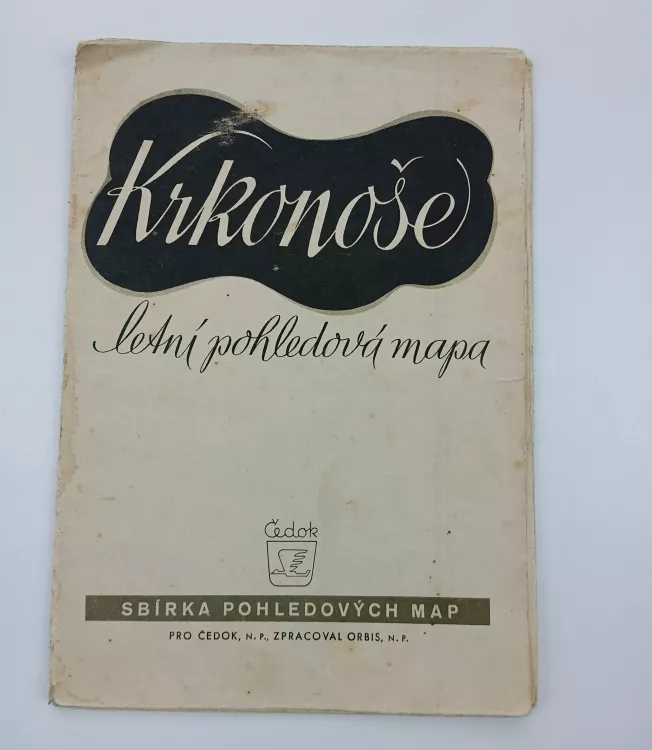 Krkonoše
letní pohledová mapa
Čedok
SBÍRKA POHLEDOVÝCH MAP
PRO ČEDOK, N. P., ZPRACOVAL ORBIS, N. P.